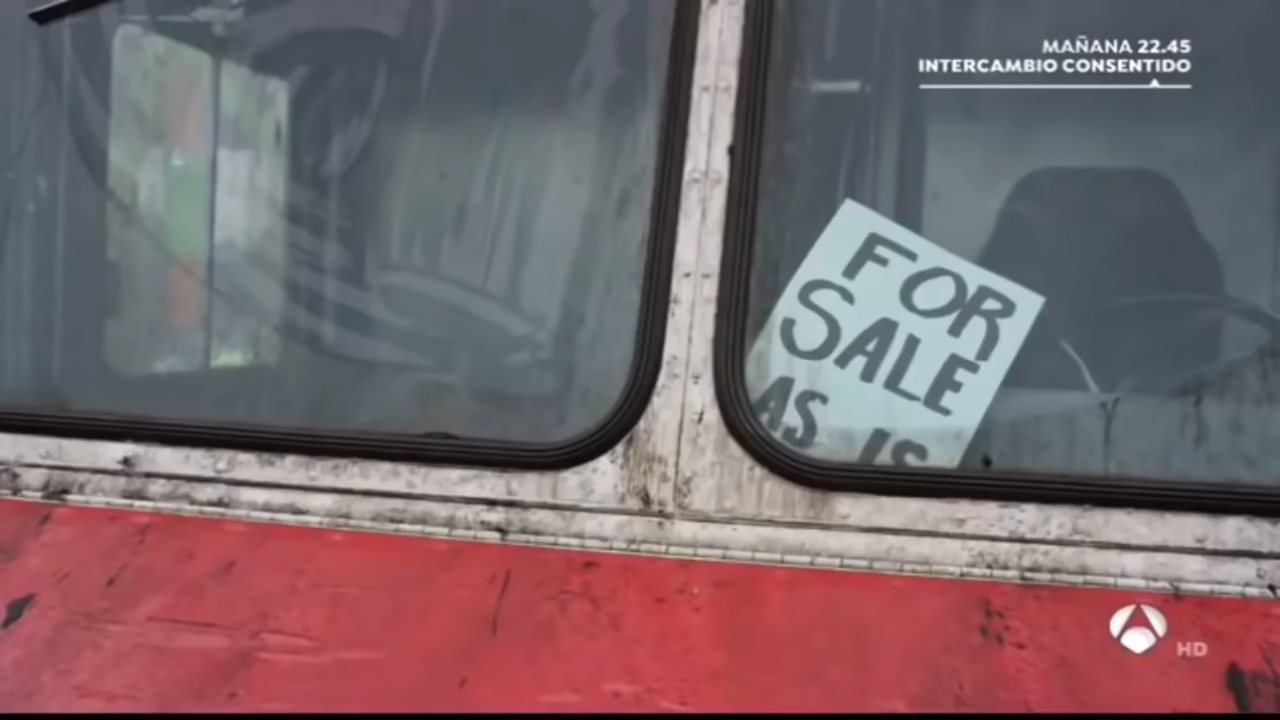 MAÑANA 22.45
INTERCAMBIO CONSENTIDO
FOR
SALE
AS IS
HD